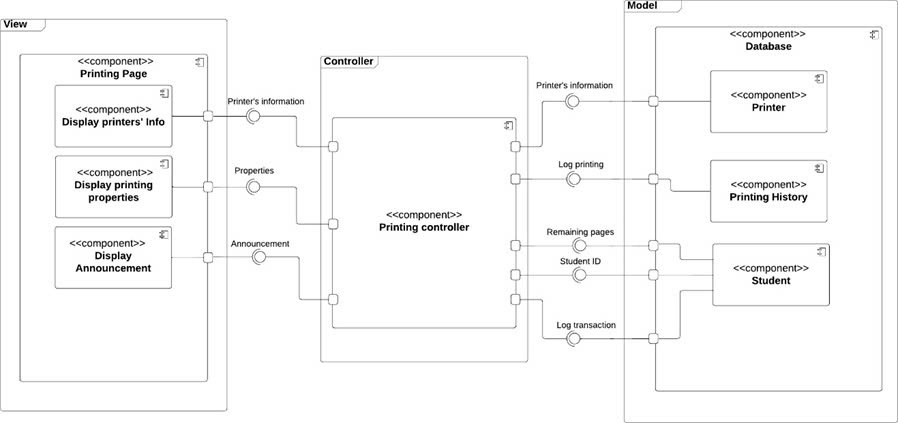 View
<<component>>
Printing Page
<<component>>
Display printers' Info
<<component>>
Display printing
properties
<<component>>
Display
Announcement
Printer's information
Properties
Announcement
Controller
<<component>>
Printing controller
Printer's information
Log printing
Remaining pages
Student ID
Log transaction
Model
<<component>>
Database
<<component>>
Printer
<<component>>
Printing History
<<component>>
Student